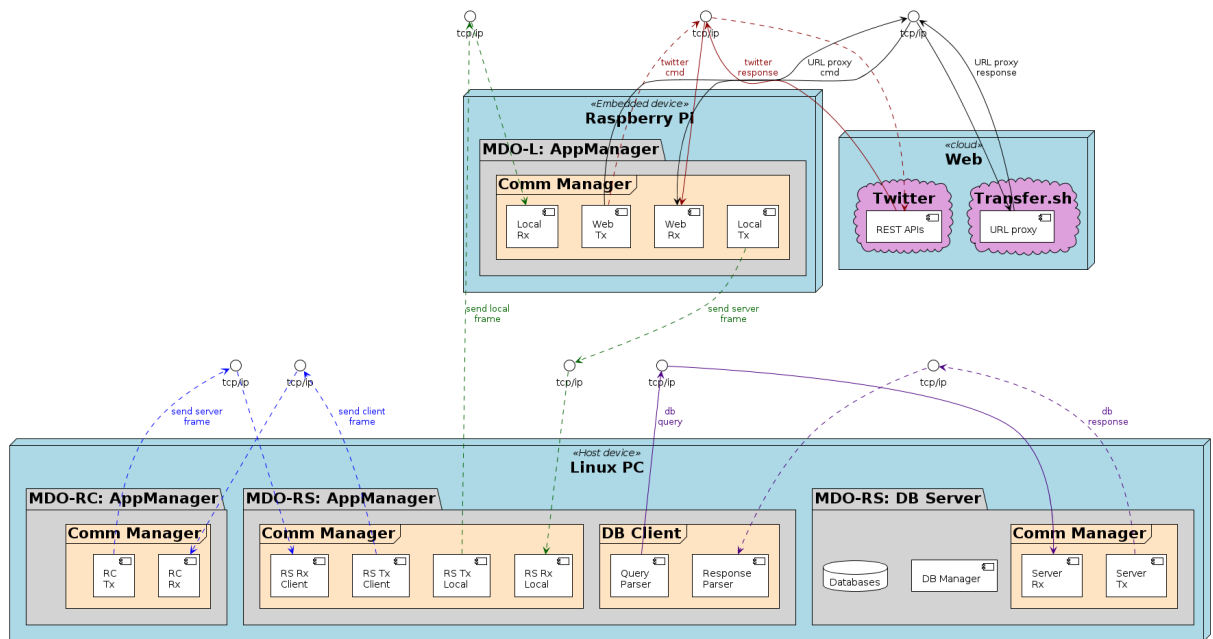 tcp/ip
tcp/ip
tcp/ip
twitter
cmd
twitter
response
URL proxy
cmd
URL proxy
response
«Embedded device»
Raspberry Pi
MDO-L: AppManager
Comm Manager
Local
Rx
Web
Tx
Web
Rx
Local
Tx
«cloud»
Web
Twitter
REST APIs
Transfer.sh
URL proxy
send local
frame
send server
frame
tcp/ip
tcp/ip
tcp/ip
tcp/ip
tcp/ip
send server
frame
send client
frame
db
query
db
response
«Host device»
Linux PC
MDO-RC: AppManager
Comm Manager
RC
Tx
RC
Rx
MDO-RS: AppManager
Comm Manager
RS Rx
Client
RS Tx
Client
RS Tx
Local
RS Rx
Local
DB Client
Query
Parser
Response
Parser
MDO-RS: DB Server
Databases
DB Manager
Comm Manager
Server
Rx
Server
Tx